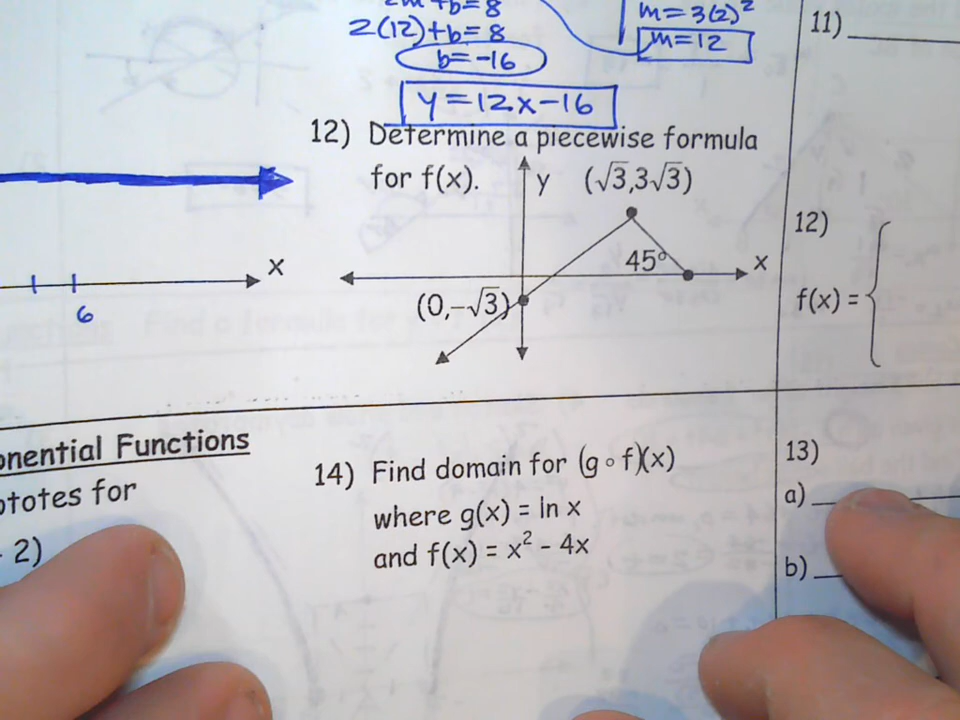 2m+b=8
2(12)+b=8
b=-16
y=12x-16
m=3(2)²
m=12
11)
12) Determine a piecewise formula
for f(x).
y
(√3,3√3)
45°
x
(0,-√3)
x
6
12)
f(x) =
onential Functions
ptotes for
- 2)
14) Find domain for (g∘f)(x)
where g(x) = ln x
and f(x) = x² - 4x
13)
a)
b)